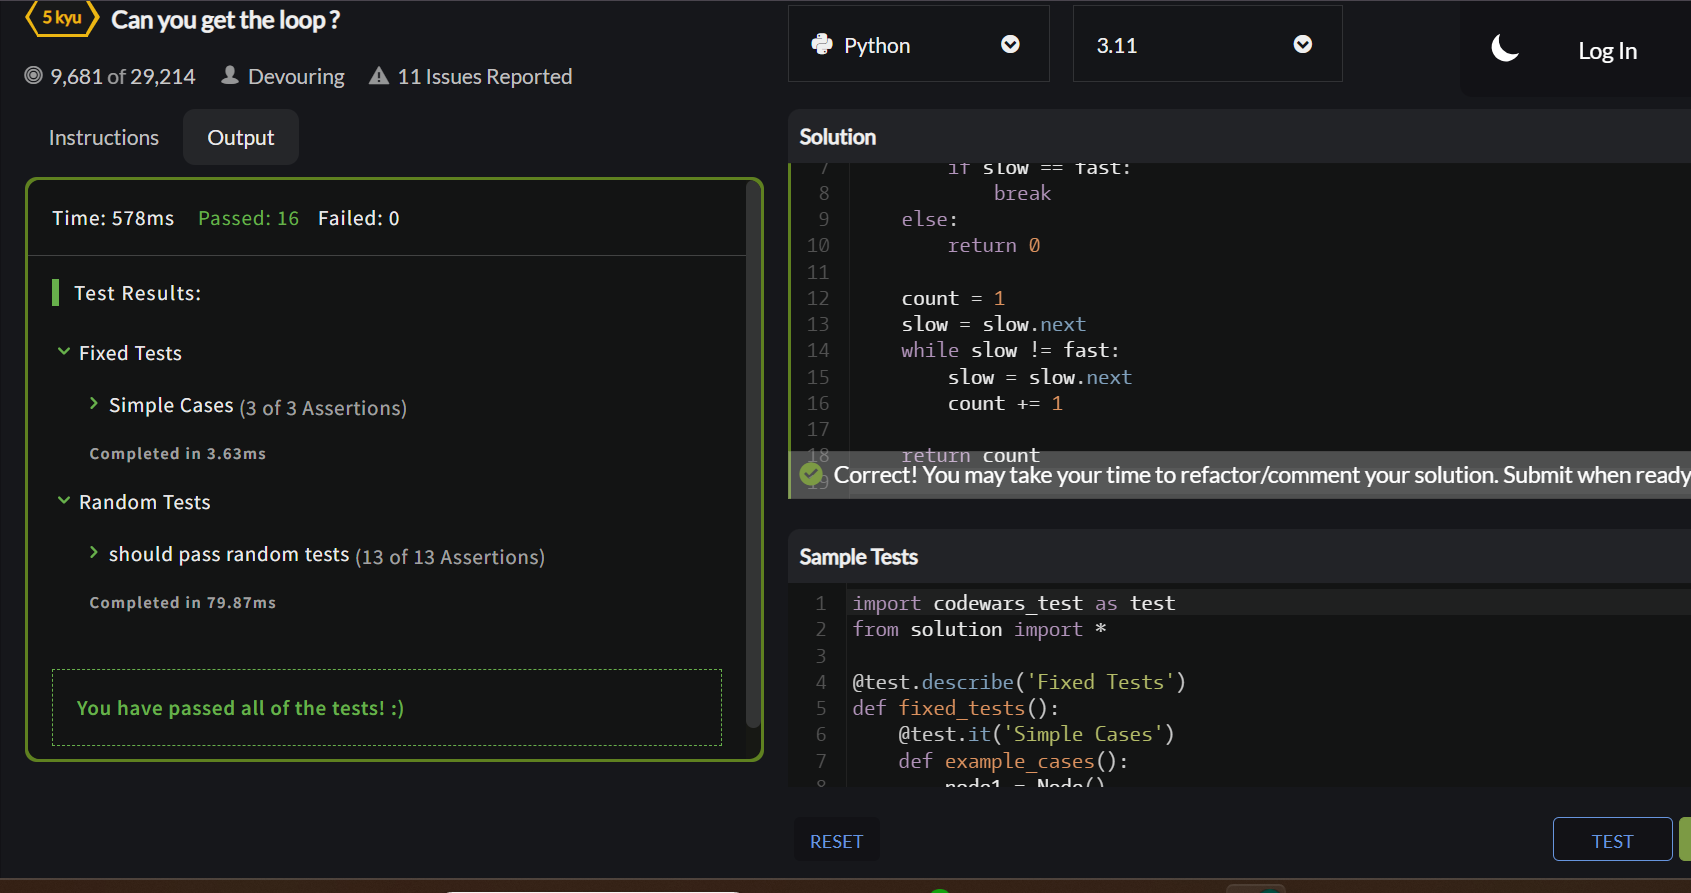 5 kyu
Can you get the loop ?
9,681 of 29,214 Devouring 11 Issues Reported
Instructions Output
Time: 578ms Passed: 16 Failed: 0
Test Results:
Fixed Tests
Simple Cases (3 of 3 Assertions)
Completed in 3.63ms
Random Tests
should pass random tests (13 of 13 Assertions)
Completed in 79.87ms
You have passed all of the tests! :)
Python
3.11
Log In
Solution
7 if slow == fast:
8 break
9 else:
10 return 0
11
12 count = 1
13 slow = slow.next
14 while slow != fast:
15 slow = slow.next
16 count += 1
17
18 return count
19
Correct! You may take your time to refactor/comment your solution. Submit when ready
Sample Tests
1 import codewars_test as test
2 from solution import *
3
4 @test.describe('Fixed Tests')
5 def fixed_tests():
6 @test.it('Simple Cases')
7 def example_cases():
8 node1 = Node()
RESET
TEST